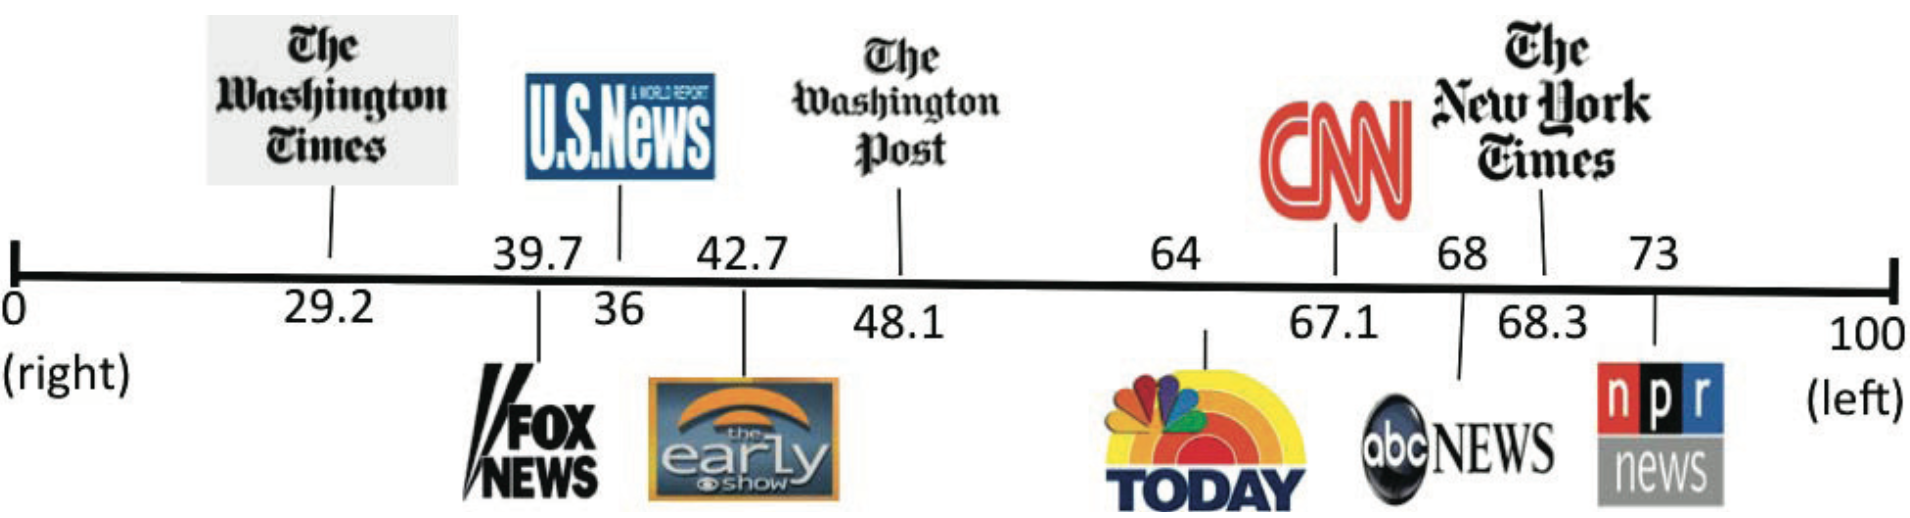 The
Washington
Times
U.S.News
& WORLD REPORT
The
Washington
Post
CNN
The
New York
Times
39.7
42.7
64
68
73
0
29.2
36
48.1
67.1
68.3
100
(right)
(left)
FOX
NEWS
the
early
show
TODAY
abc NEWS
npr
news